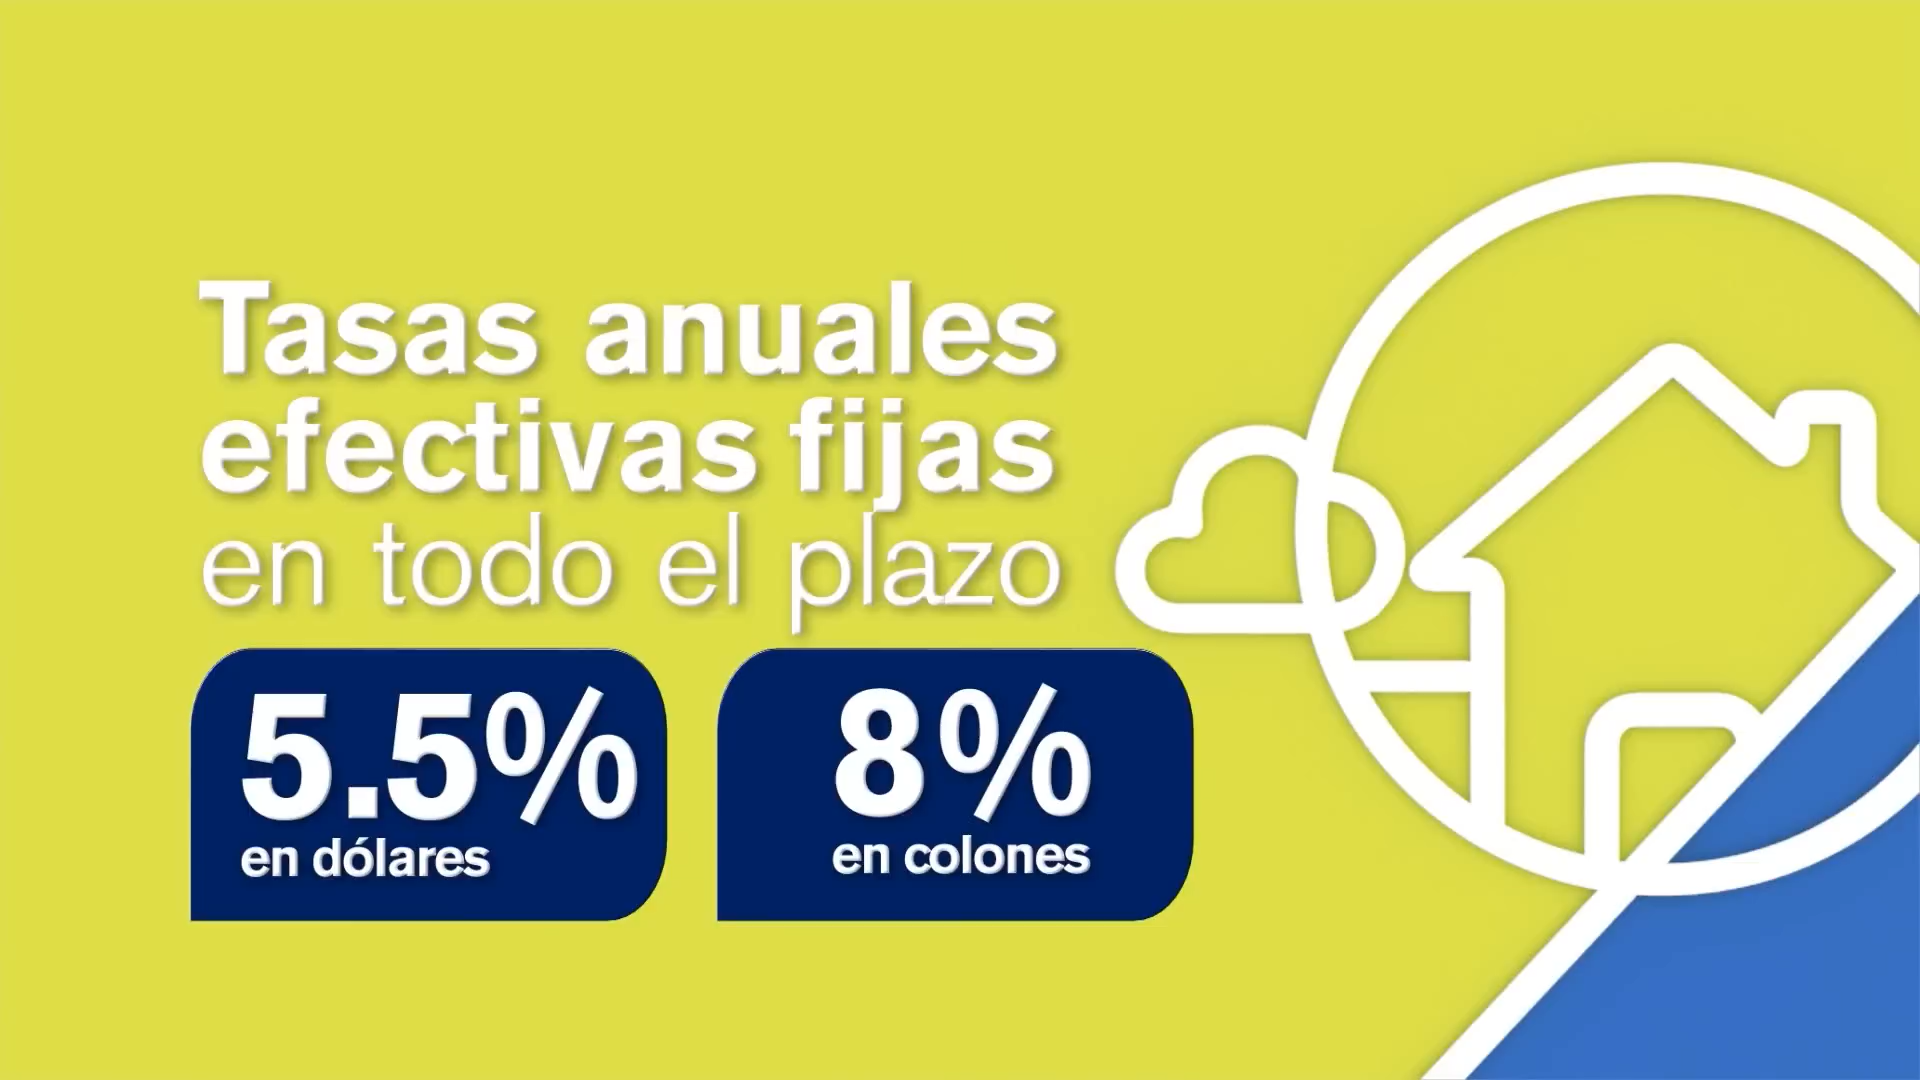 Tasas anuales
efectivas fijas
en todo el plazo
5.5%
en dólares
8%
en colones